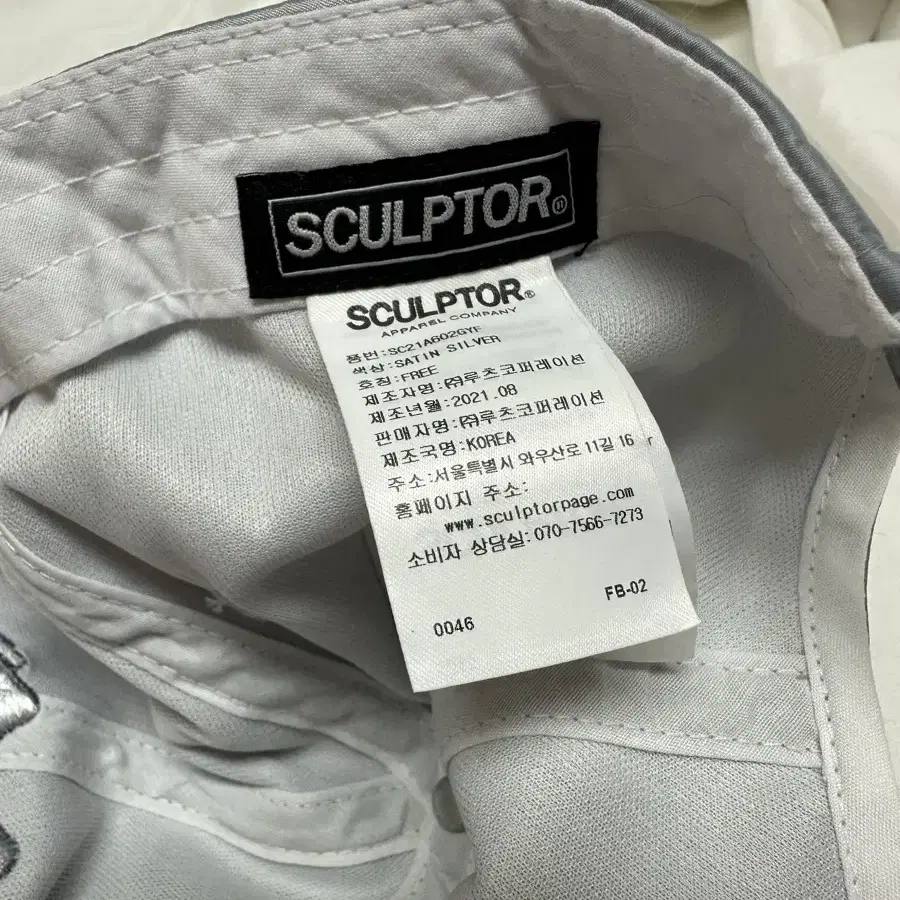 SCULPTOR
SCULPTOR®
APPAREL COMPANY
품번:SC21A602GYF
색상:SATIN SILVER
호칭:FREE
제조자명:㈜루츠코퍼레이션
제조년월:2021.08
판매자명:㈜루츠코퍼레이션
제조국명:KOREA
주소:서울특별시 와우산로 11길 16
홈페이지 주소:
www.sculptorpage.com
소비자 상담실:070-7566-7273
0046 FB-02